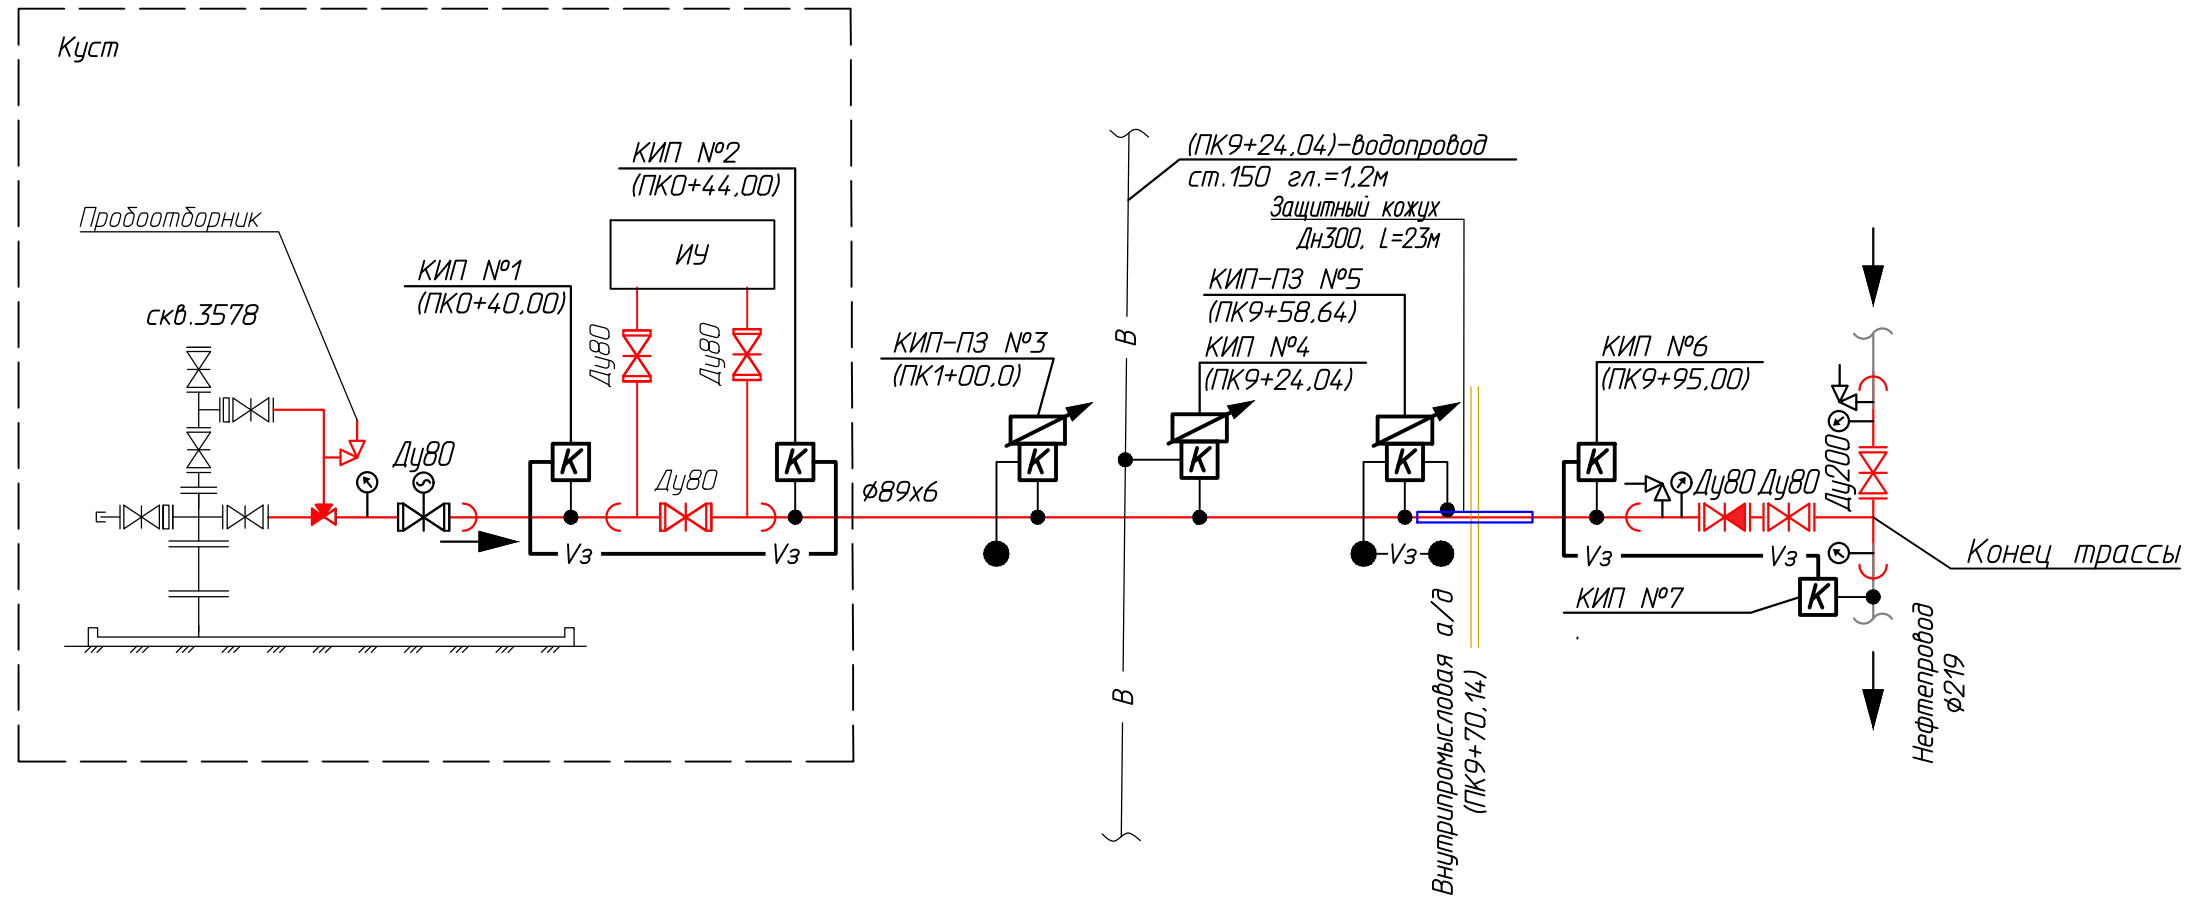 Куст
КИП №2
(ПК0+44,00)
(ПК9+24,04)-водопровод
ст.150 гл.=1,2м
Защитный кожух
Дн300, L=23м
Пробоотборник
ИУ
КИП №1
(ПК0+40,00)
скв.3578
КИП-ПЗ №5
(ПК9+58,64)
КИП-ПЗ №3
(ПК1+00,0)
КИП №4
(ПК9+24,04)
КИП №6
(ПК9+95,00)
Ду80
Ду80
В
Ду80
К
К
К
К
К
К
Ду80
ϕ89х6
Ду80
Ду80
Ду200
Vз
Vз
Vз
Vз
Vз
Конец трассы
КИП №7
К
В
Внутрипромысловая а/д
(ПК9+70,14)
Нефтепровод
ϕ219